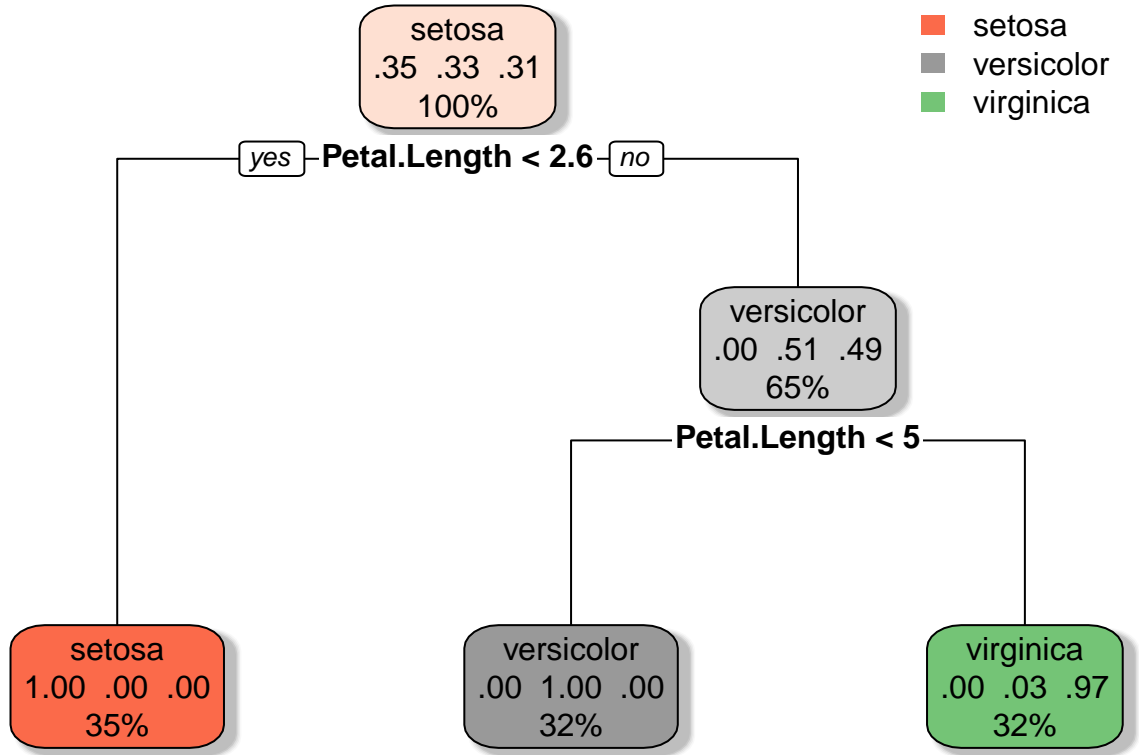 setosa
.35 .33 .31
100%
setosa
versicolor
virginica
yes Petal.Length < 2.6 no
versicolor
.00 .51 .49
65%
Petal.Length < 5
setosa
1.00 .00 .00
35%
versicolor
.00 1.00 .00
32%
virginica
.00 .03 .97
32%